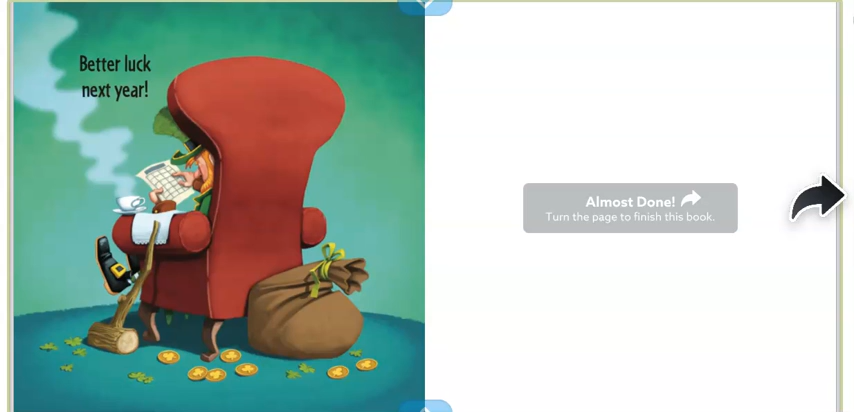 Better luck
next year!
Almost Done!
Turn the page to finish this book.